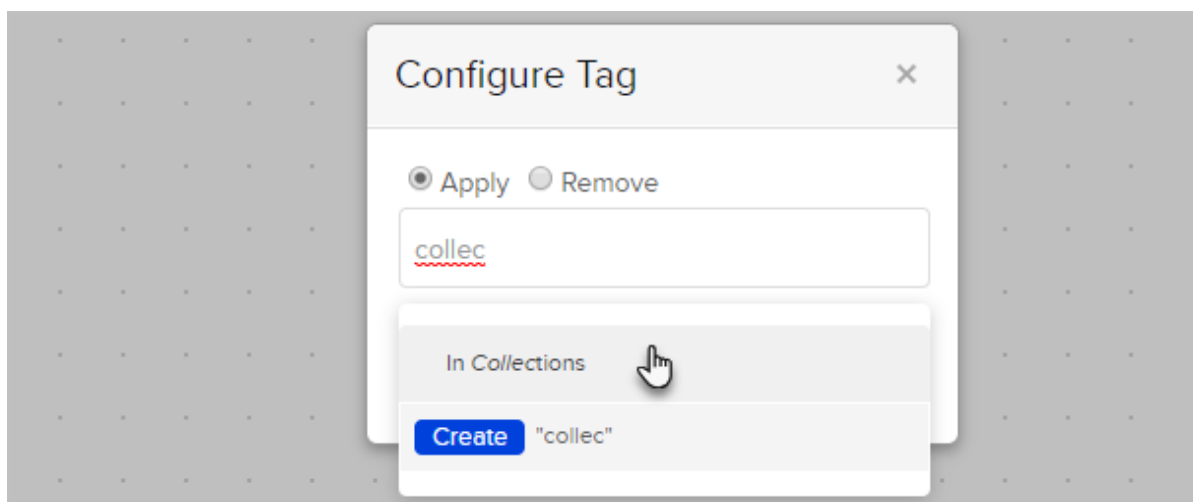 Configure Tag ×
Apply Remove
collec
In Collections
Create "collec"